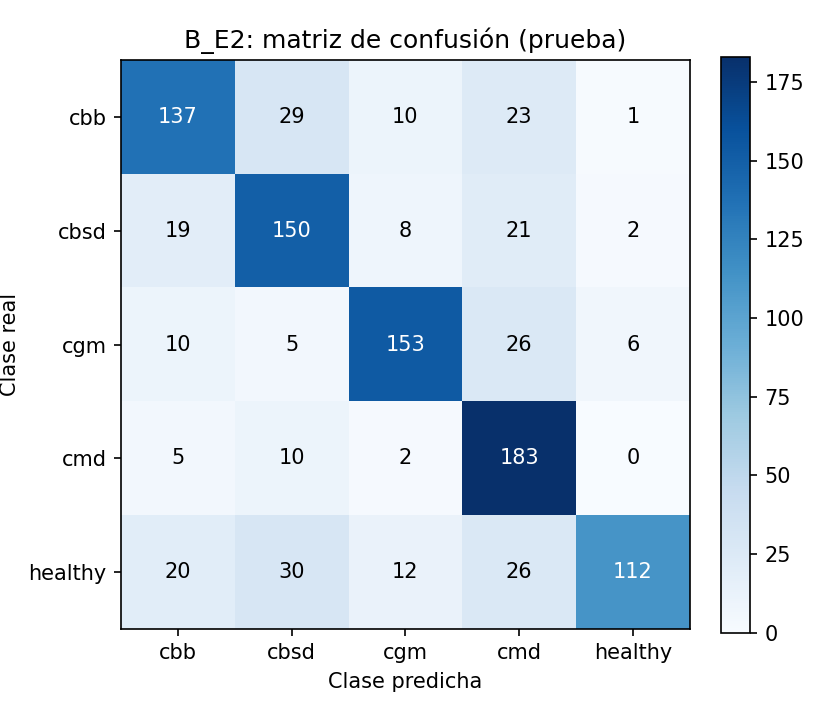 B_E2: matriz de confusión (prueba)
cbb 137 29 10 23 1
cbsd 19 150 8 21 2
cgm 10 5 153 26 6
cmd 5 10 2 183 0
healthy 20 30 12 26 112
cbb cbsd cgm cmd healthy
Clase predicha
Clase real
175
150
125
100
75
50
25
0